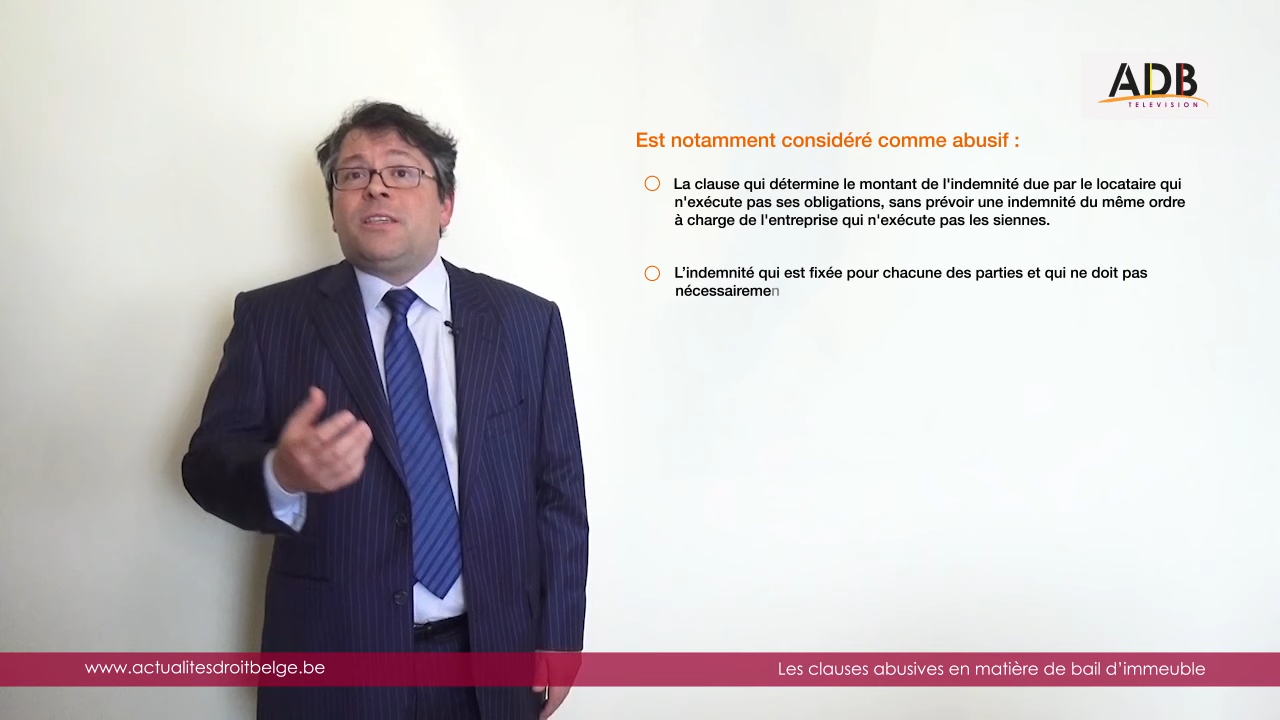 ADB
TELEVISION
Est notamment considéré comme abusif :
La clause qui détermine le montant de l'indemnité due par le locataire qui
n'exécute pas ses obligations, sans prévoir une indemnité du même ordre
à charge de l'entreprise qui n'exécute pas les siennes.
L’indemnité qui est fixée pour chacune des parties et qui ne doit pas
nécessairemen
www.actualitesdroitbelge.be
Les clauses abusives en matière de bail d’immeuble